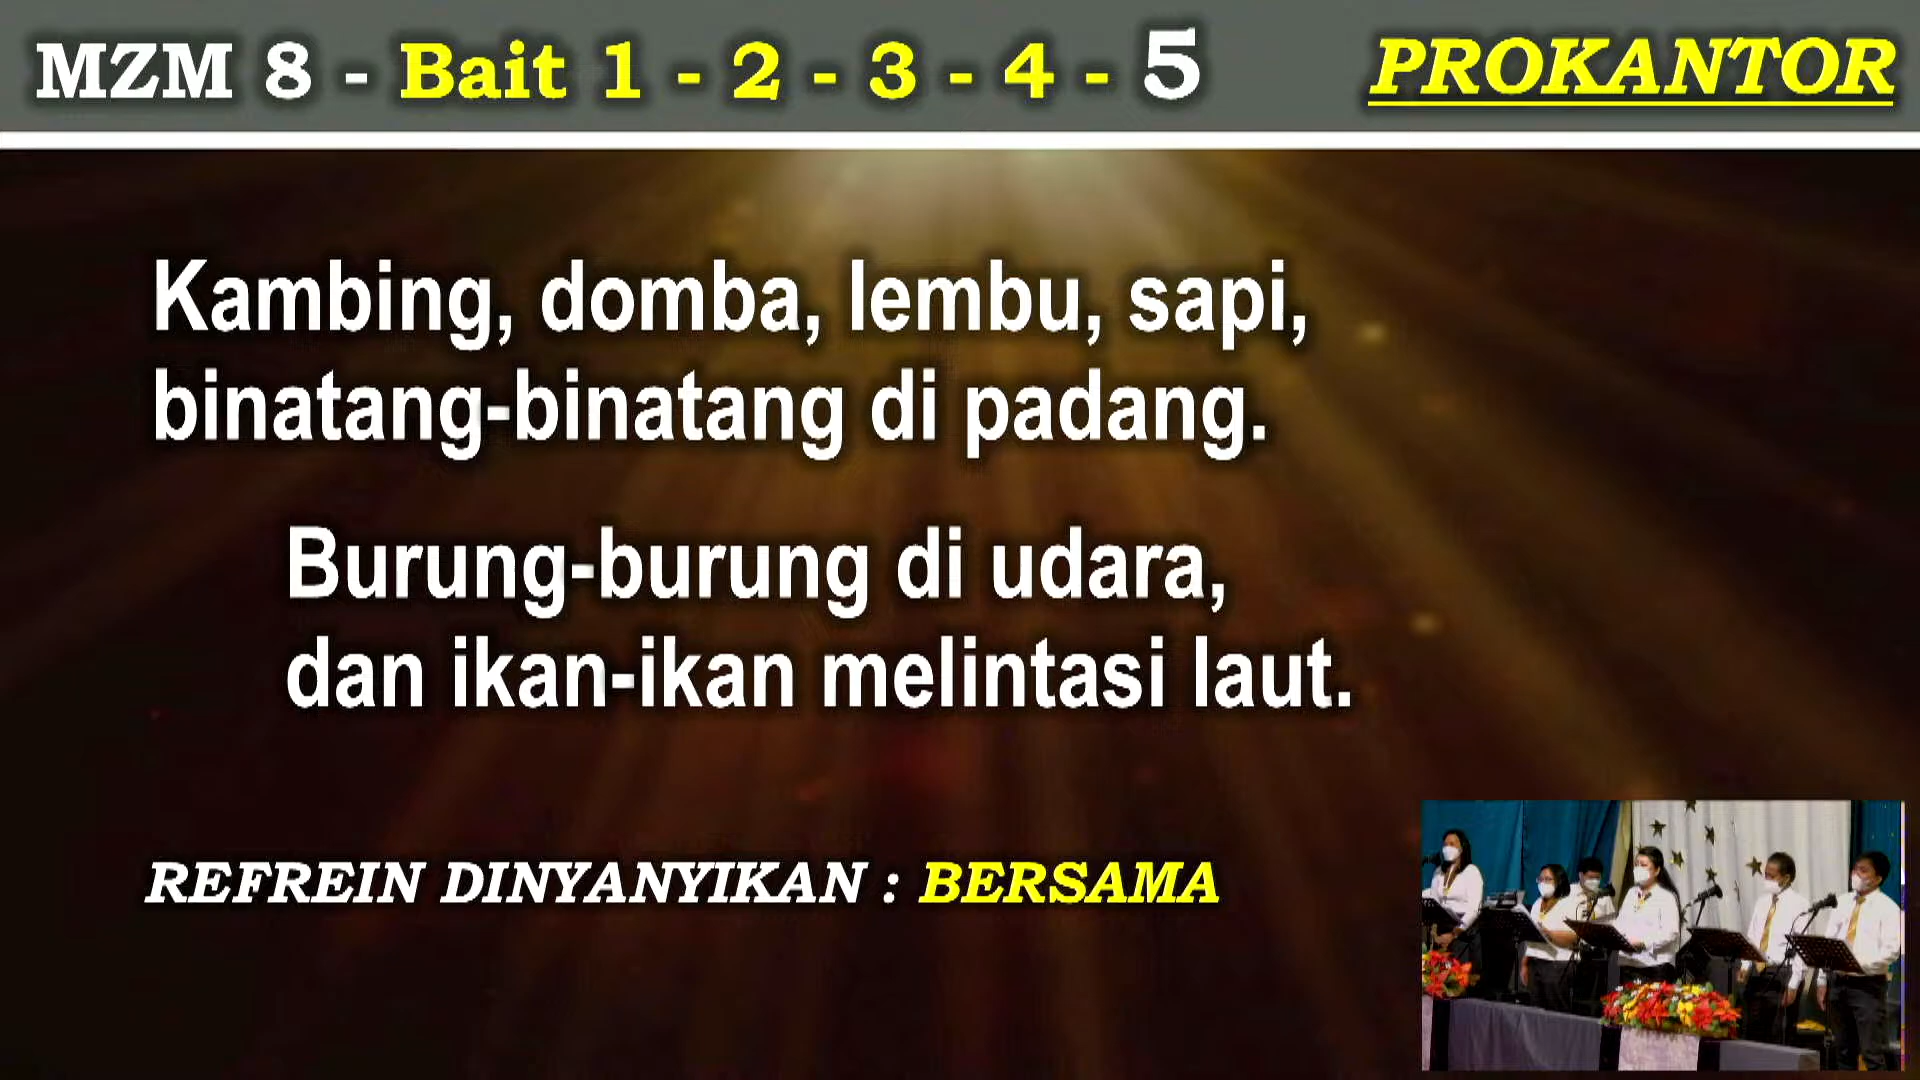 MZM 8 - Bait 1 - 2 - 3 - 4 - 5 PROKANTOR
Kambing, domba, lembu, sapi,
binatang-binatang di padang.
Burung-burung di udara,
dan ikan-ikan melintasi laut.
REFREIN DINYANYIKAN : BERSAMA